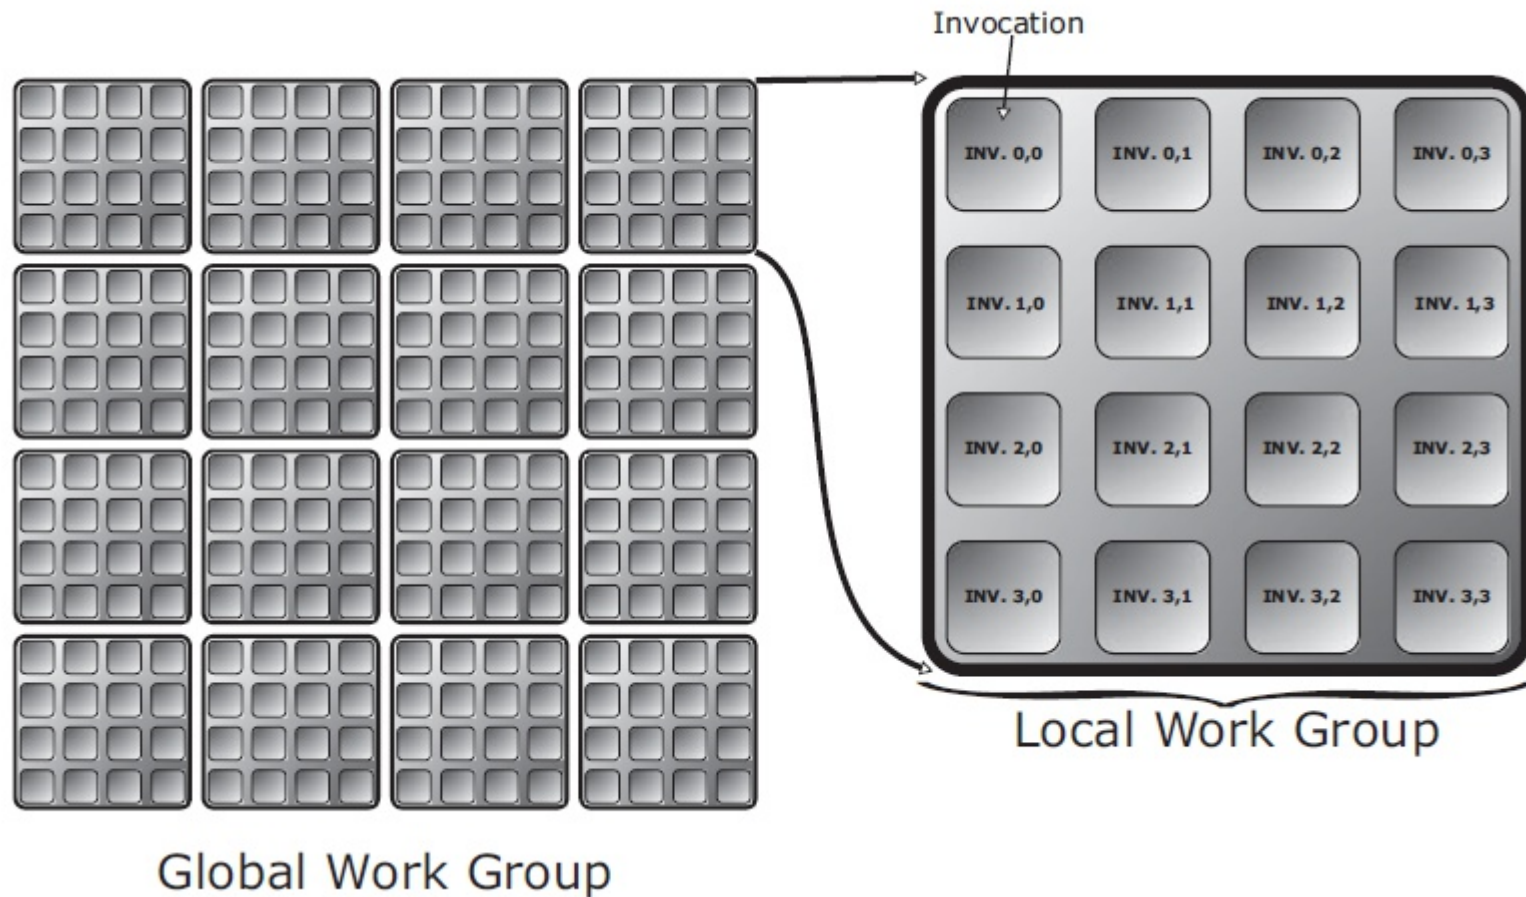 Invocation
INV. 0,0 INV. 0,1 INV. 0,2 INV. 0,3
INV. 1,0 INV. 1,1 INV. 1,2 INV. 1,3
INV. 2,0 INV. 2,1 INV. 2,2 INV. 2,3
INV. 3,0 INV. 3,1 INV. 3,2 INV. 3,3
Local Work Group
Global Work Group